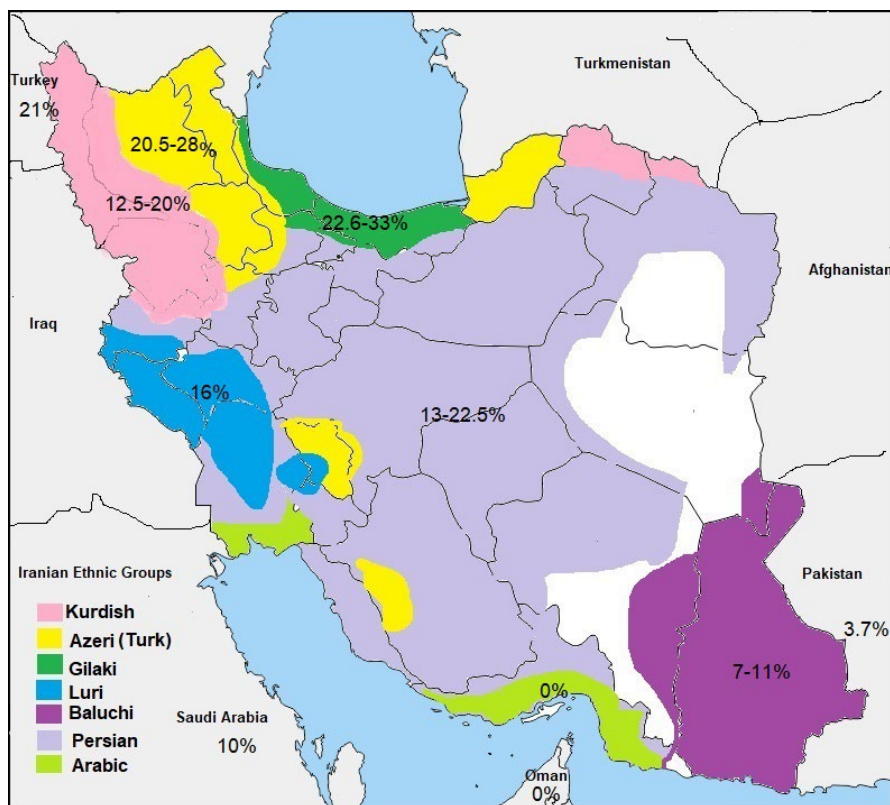 Turkey
21%
Turkmenistan
20.5-28%
12.5-20%
22.6-33%
Afghanistan
Iraq
16%
13-22.5%
Iranian Ethnic Groups
Kurdish
Azeri (Turk)
Gilaki
Luri
Baluchi
Persian
Arabic
Pakistan
3.7%
7-11%
0%
Saudi Arabia
10%
Oman
0%